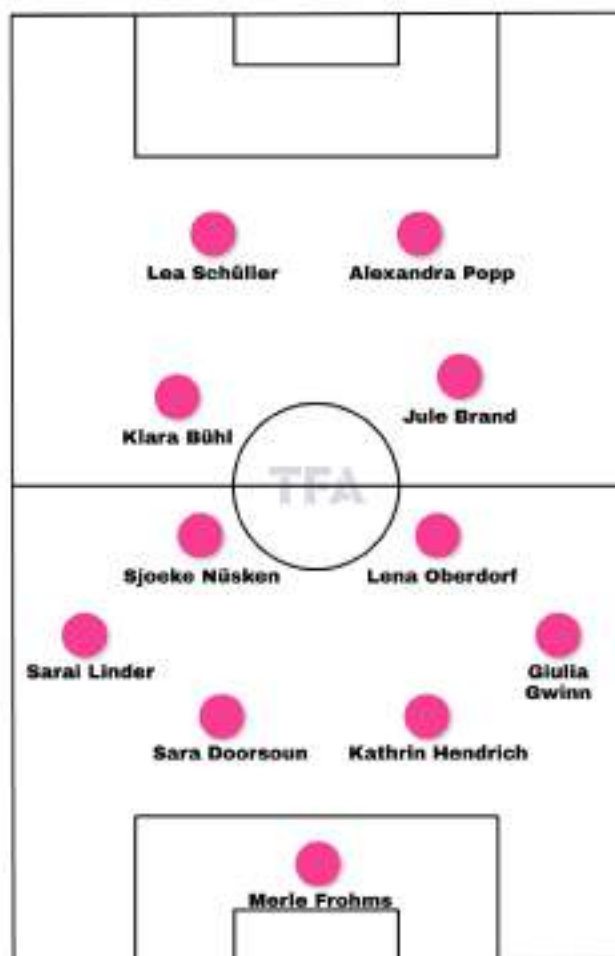 Lea Schüller
Alexandra Popp
Jule Brand
Klara Bühl
TFA
Sjoeke Nüsken
Lena Oberdorf
Sarai Linder
Giulia
Gwinn
Sara Doorsoun
Kathrin Hendrich
Merle Frohms